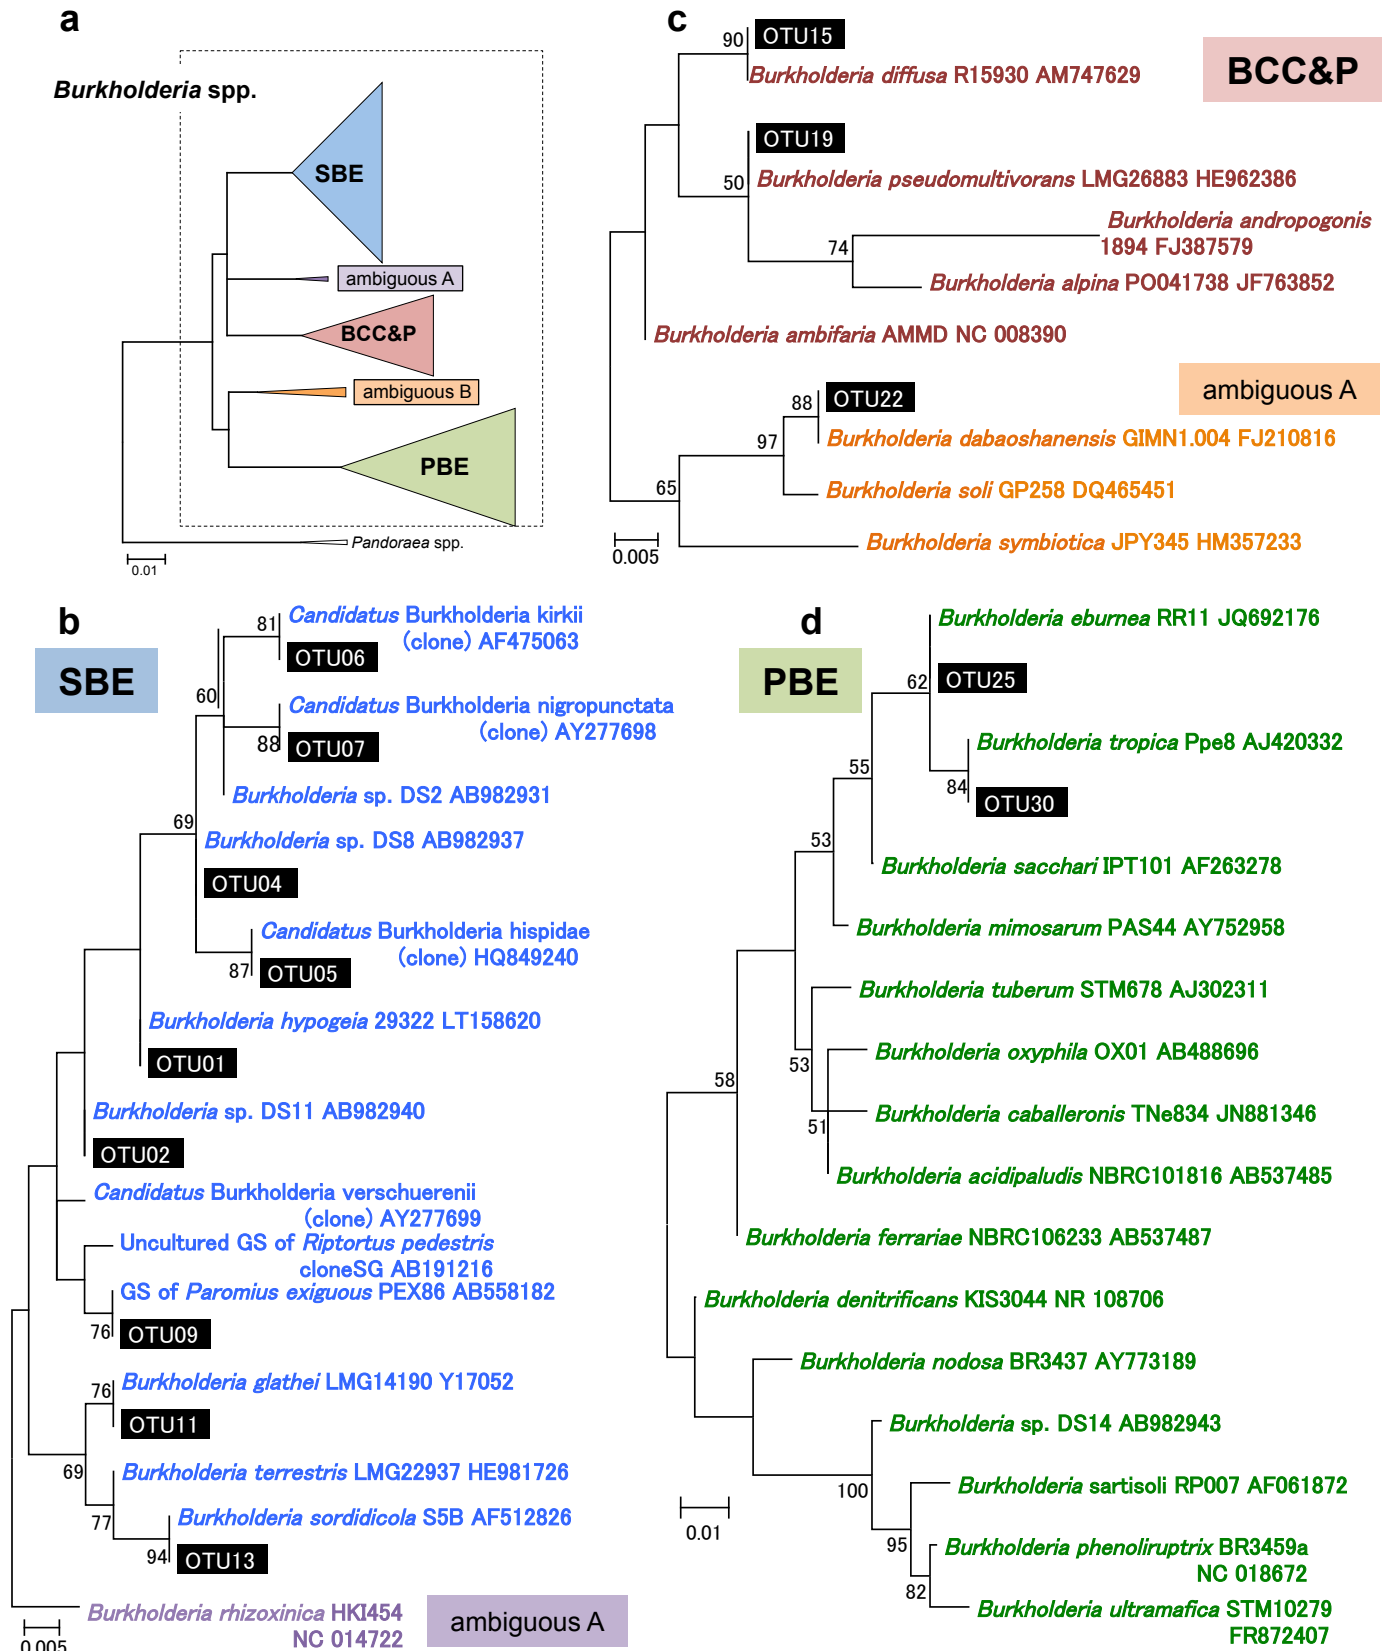 a
Burkholderia spp.
SBE
ambiguous A
BCC&P
ambiguous B
PBE
Pandoraea spp.
0.01
c
BCC&P
90
OTU15
Burkholderia diffusa R15930 AM747629
OTU19
50
Burkholderia pseudomultivorans LMG26883 HE962386
Burkholderia andropogonis
1894 FJ387579
74
Burkholderia alpina PO041738 JF763852
Burkholderia ambifaria AMMD NC 008390
ambiguous A
88
OTU22
Burkholderia dabaoshanensis GIMN1.004 FJ210816
97
Burkholderia soli GP258 DQ465451
65
Burkholderia symbiotica JPY345 HM357233
0.005
b
SBE
81
Candidatus Burkholderia kirkii
(clone) AF475063
OTU06
60
Candidatus Burkholderia nigropunctata
(clone) AY277698
88
OTU07
Burkholderia sp. DS2 AB982931
69
Burkholderia sp. DS8 AB982937
OTU04
Candidatus Burkholderia hispidae
(clone) HQ849240
87
OTU05
Burkholderia hypogeia 29322 LT158620
OTU01
Burkholderia sp. DS11 AB982940
OTU02
Candidatus Burkholderia verschuerenii
(clone) AY277699
Uncultured GS of Riptortus pedestris
cloneSG AB191216
GS of Paromius exiguous PEX86 AB558182
76
OTU09
76
Burkholderia glathei LMG14190 Y17052
OTU11
69
Burkholderia terrestris LMG22937 HE981726
77
Burkholderia sordidicola S5B AF512826
94
OTU13
Burkholderia rhizoxinica HKI454
NC 014722
ambiguous A
0.005
d
PBE
Burkholderia eburnea RR11 JQ692176
62
OTU25
Burkholderia tropica Ppe8 AJ420332
84
OTU30
55
Burkholderia sacchari IPT101 AF263278
53
Burkholderia mimosarum PAS44 AY752958
Burkholderia tuberum STM678 AJ302311
53
Burkholderia oxyphila OX01 AB488696
58
Burkholderia caballeronis TNe834 JN881346
51
Burkholderia acidipaludis NBRC101816 AB537485
Burkholderia ferrariae NBRC106233 AB537487
Burkholderia denitrificans KIS3044 NR 108706
Burkholderia nodosa BR3437 AY773189
Burkholderia sp. DS14 AB982943
100
Burkholderia sartisoli RP007 AF061872
95
Burkholderia phenoliruptrix BR3459a
NC 018672
82
Burkholderia ultramafica STM10279
FR872407
0.01